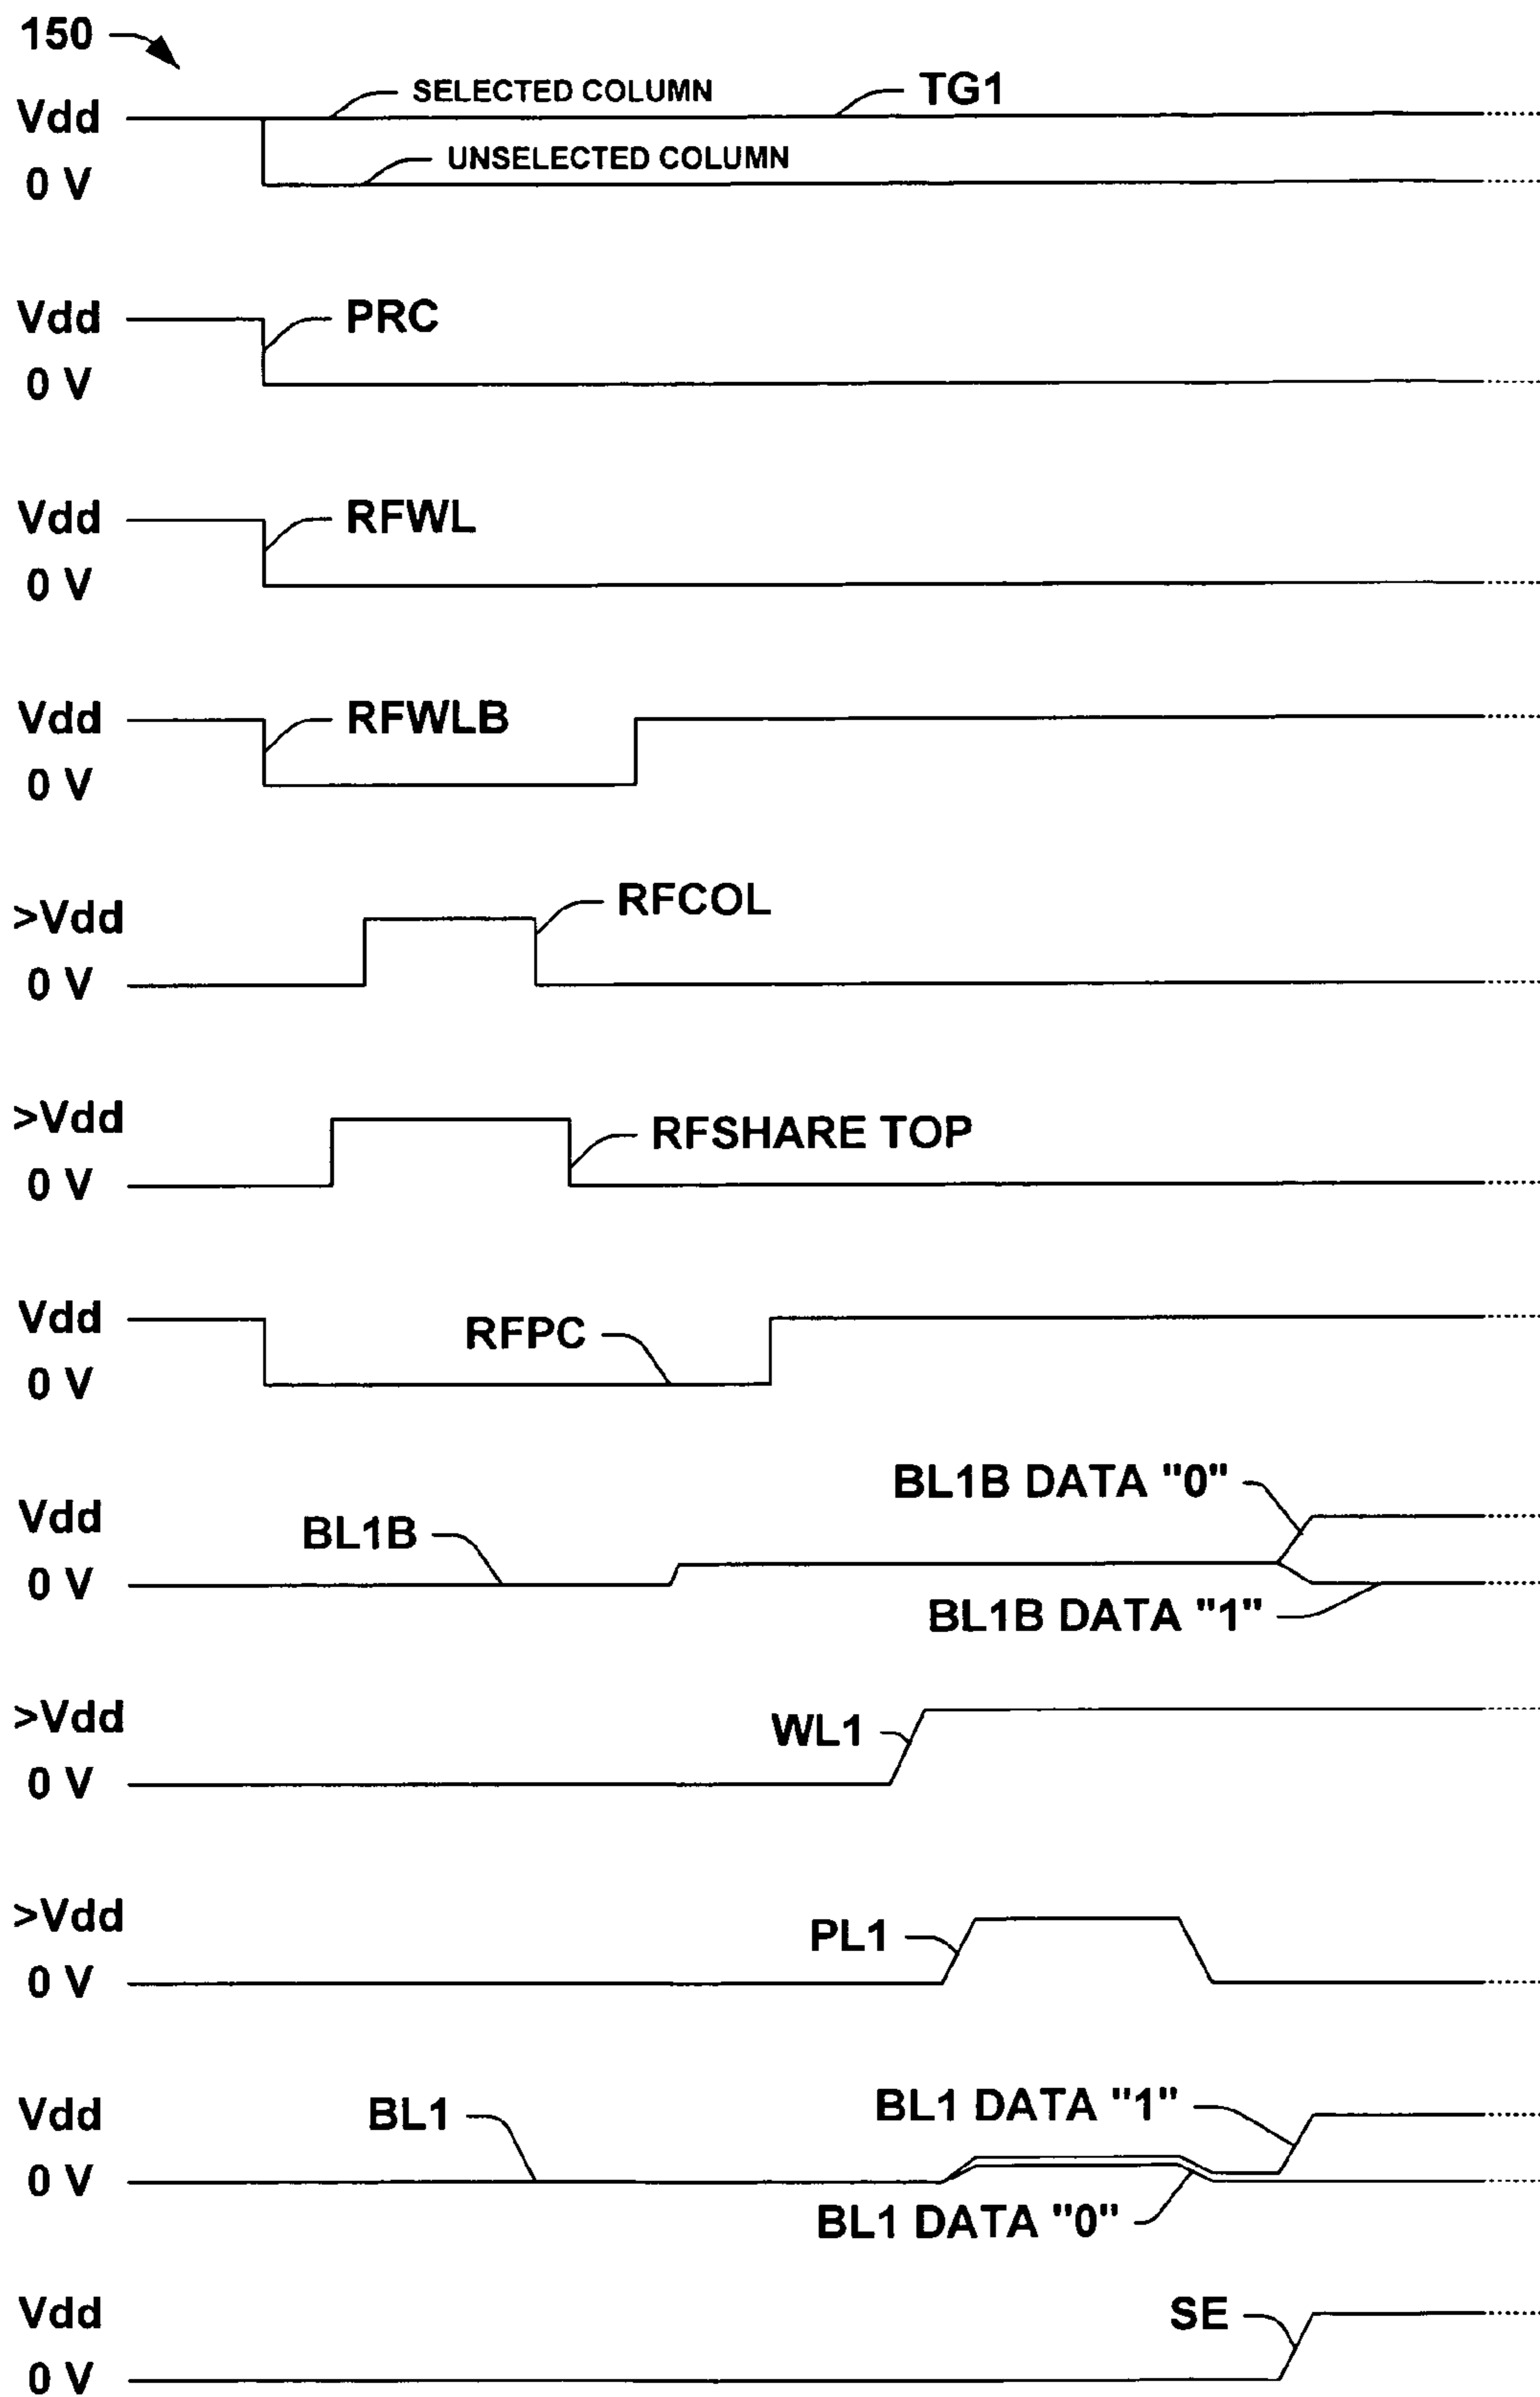 150
SELECTED COLUMN
TG1
Vdd
UNSELECTED COLUMN
0 V
Vdd
PRC
0 V
Vdd
RFWL
0 V
Vdd
RFWLB
0 V
>Vdd
RFCOL
0 V
>Vdd
RFSHARE TOP
0 V
Vdd
RFPC
0 V
BL1B DATA "0"
Vdd
BL1B
0 V
BL1B DATA "1"
>Vdd
WL1
0 V
>Vdd
PL1
0 V
BL1 DATA "1"
Vdd
BL1
0 V
BL1 DATA "0"
Vdd
SE
0 V